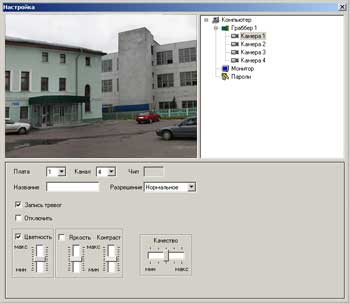 Настройка
Компьютер
Граббер 1
Камера 1
Камера 2
Камера 3
Камера 4
Монитор
Пароли
Плата 1 Канал 4 Чип
Название Разрешение Нормальное
Запись тревог
Отключить
Цветность Яркость Контраст Качество
макс макс
мин мин мин макс